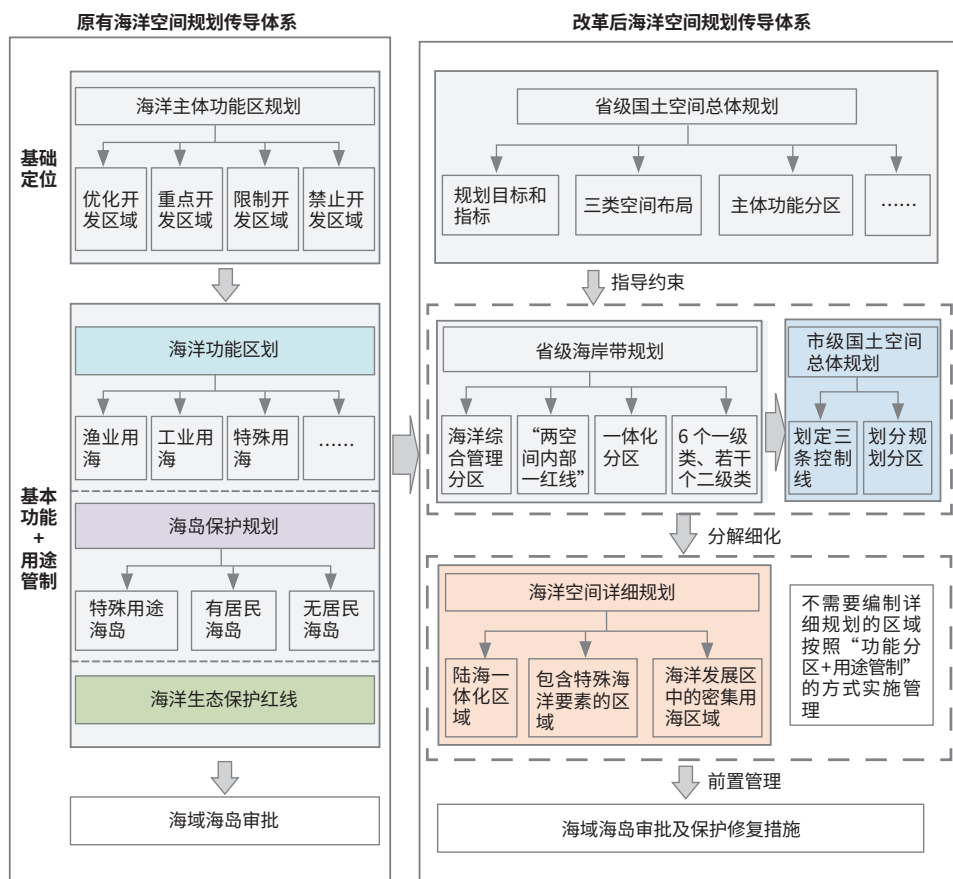 原有海洋空间规划传导体系
基础
定位
海洋主体功能区规划
优化开
发区域
重点开
发区域
限制开
发区域
禁止开
发区域
基本
功能
+
用途
管制
海洋功能区划
渔业用
海
工业用
海
特殊用
海
……
海岛保护规划
特殊用途
海岛
有居民
海岛
无居民
海岛
海洋生态保护红线
海域海岛审批
改革后海洋空间规划传导体系
省级国土空间总体规划
规划目标和
指标
三类空间布局
主体功能分区
……
指导约束
省级海岸带规划
海洋综
合管理
分区
“两空
间内部
一红线”
一体化
分区
6 个一级
类、若干
个二级类
市级国土空间
总体规划
划定三
条控制
线
划分规
划分区
分解细化
海洋空间详细规划
陆海一
体化区
域
包含特殊海
洋要素的区
域
海洋发展区
中的密集用
海区域
不需要编制详
细规划的区域
按照“功能分
区+用途管制”
的方式实施管
理
前置管理
海域海岛审批及保护修复措施